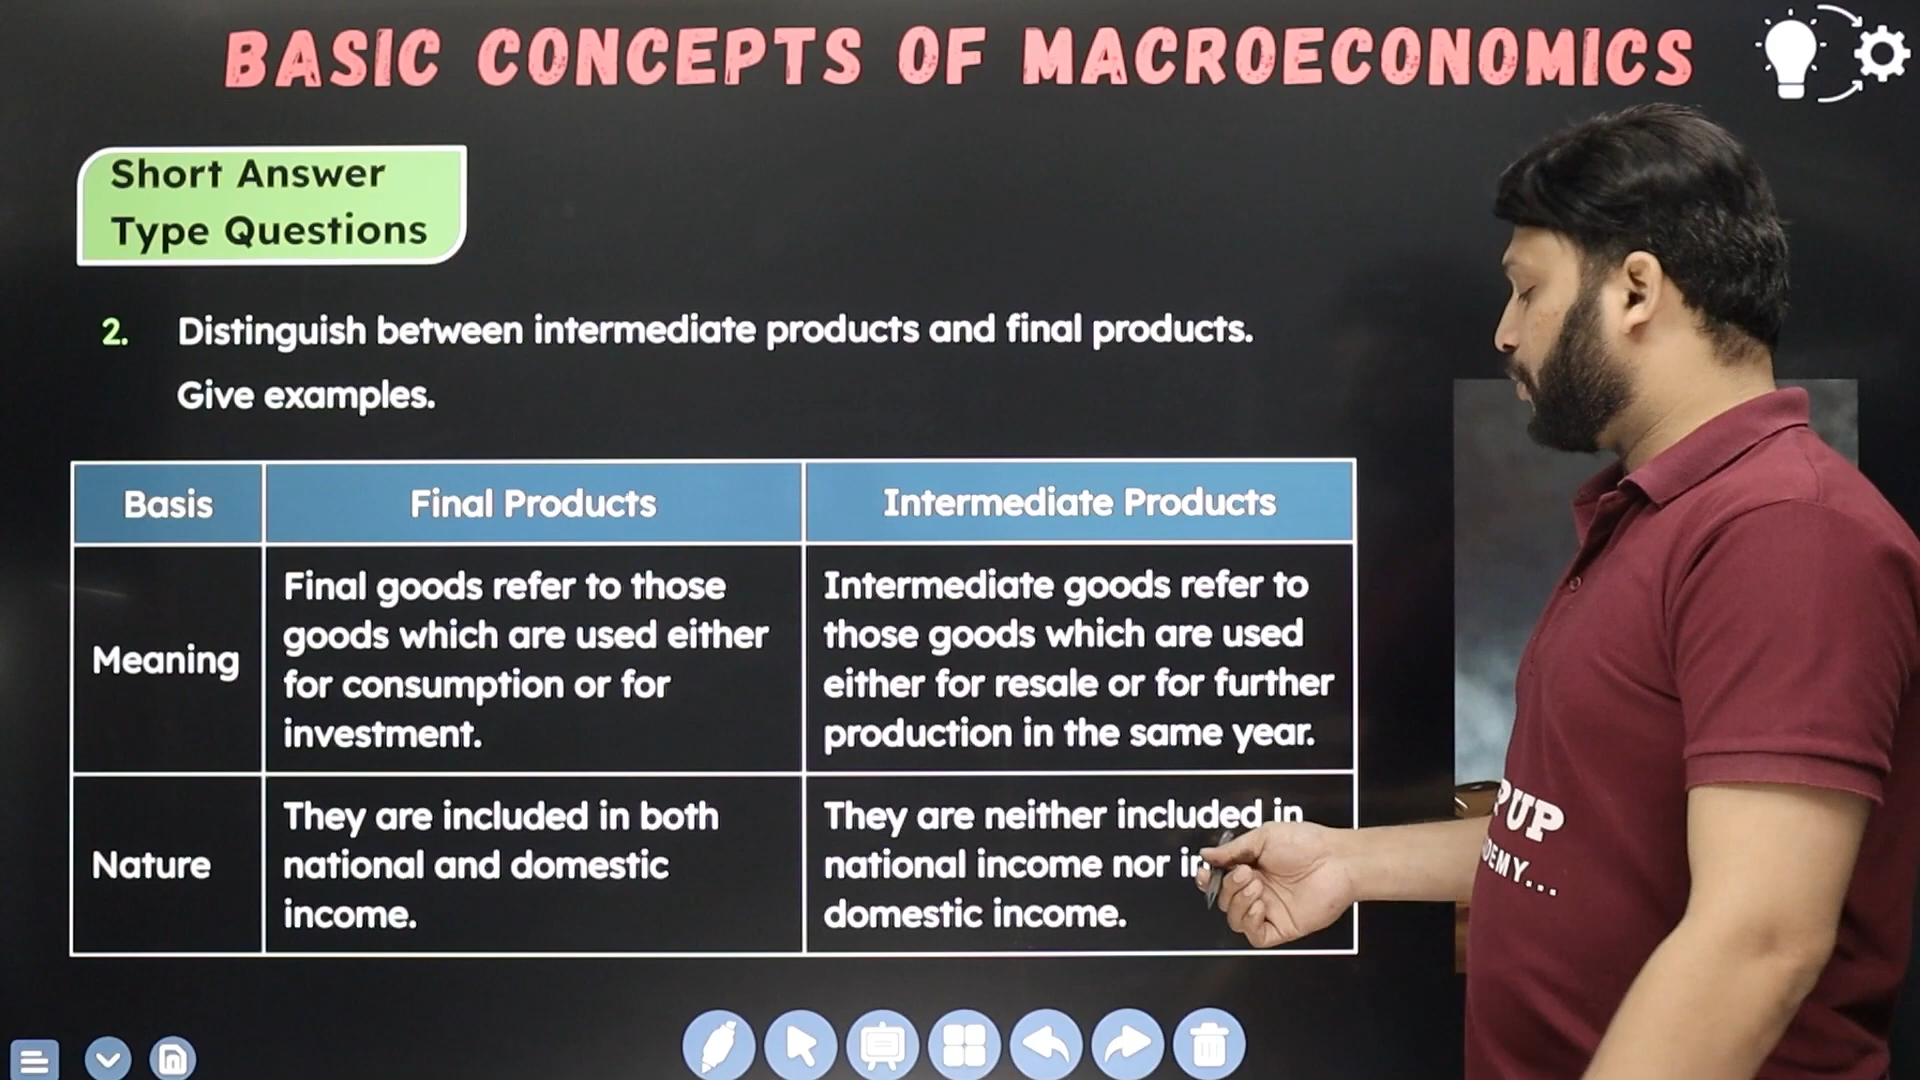 BASIC CONCEPTS OF MACROECONOMICS
Short Answer
Type Questions
2. Distinguish between intermediate products and final products.
Give examples.
Basis
Final Products
Intermediate Products
Meaning
Final goods refer to those
goods which are used either
for consumption or for
investment.
Intermediate goods refer to
those goods which are used
either for resale or for further
production in the same year.
Nature
They are included in both
national and domestic
income.
They are neither included in
national income nor
domestic income.